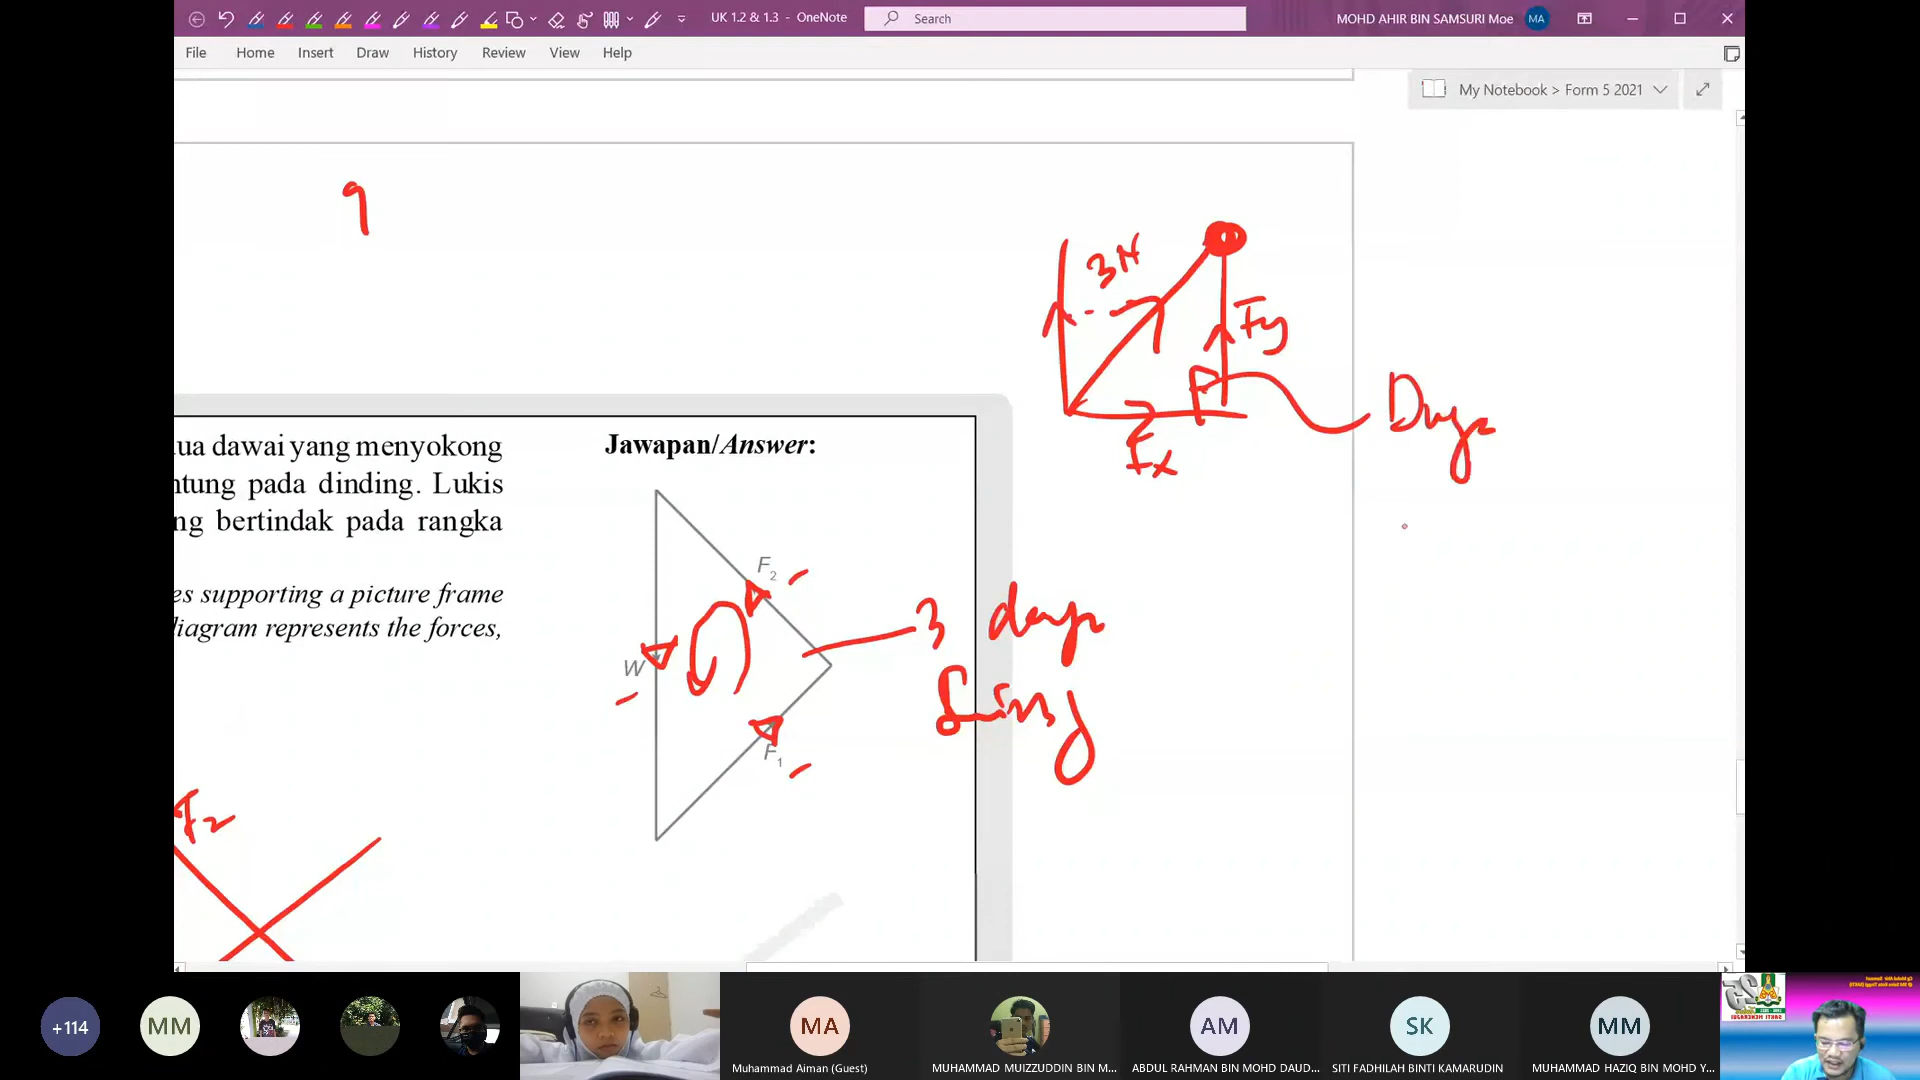 UK 1.2 & 1.3 - OneNote
Search
MOHD AHIR BIN SAMSURI Moe
MA
File Home Insert Draw History Review View Help
My Notebook > Form 5 2021
9
3N
Fy
Fx
Daya
ua dawai yang menyokong
ntung pada dinding. Lukis
ng bertindak pada rangka
es supporting a picture frame
diagram represents the forces,
Jawapan/Answer:
F2
W
F1
3 daya
F2
+114
MM
MA
AM
SK
MM
Muhammad Aiman (Guest)
MUHAMMAD MUIZZUDDIN BIN M...
ABDUL RAHMAN BIN MOHD DAUD...
SITI FADHILAH BINTI KAMARUDIN
MUHAMMAD HAZIQ BIN MOHD Y...